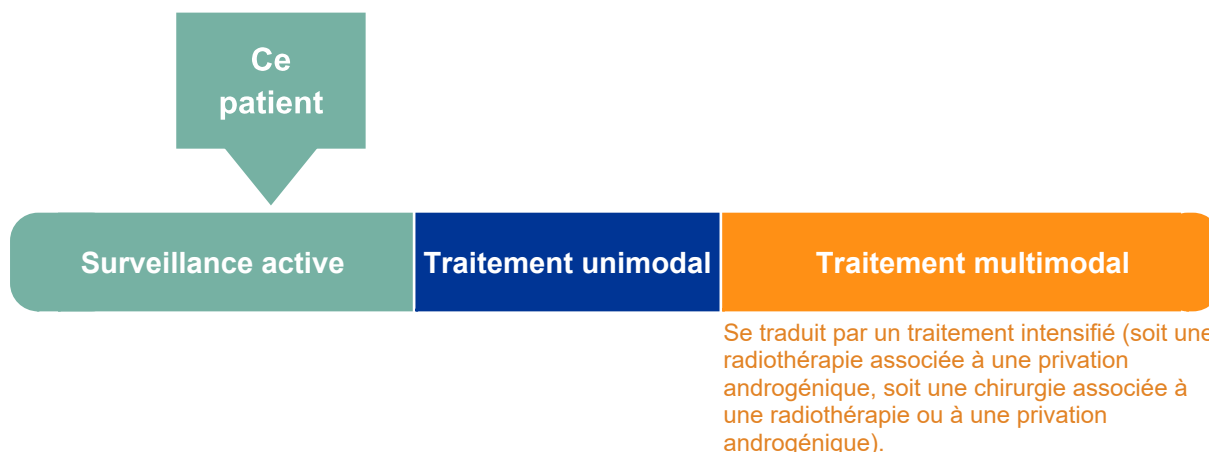 Ce
patient
Surveillance active
Traitement unimodal
Traitement multimodal
Se traduit par un traitement intensifié (soit une
radiothérapie associée à une privation
androgénique, soit une chirurgie associée à
une radiothérapie ou à une privation
androgénique).